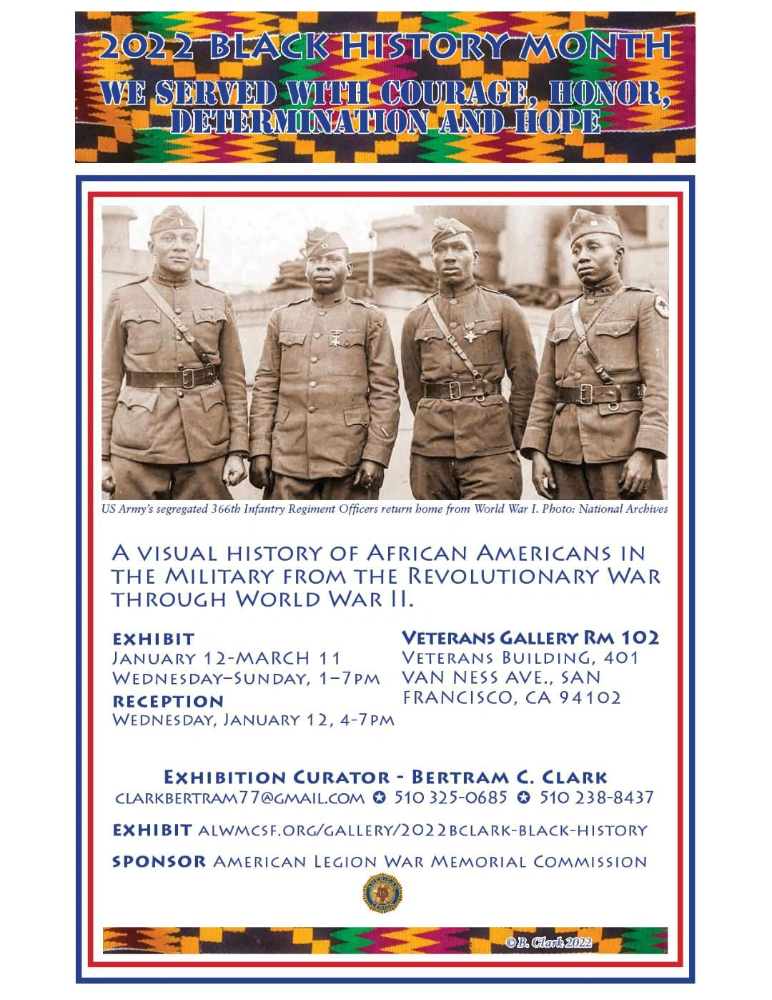 2022 BLACK HISTORY MONTH
WE SERVED WITH COURAGE, HONOR,
DETERMINATION AND HOPE
US Army's segregated 366th Infantry Regiment Officers return home from World War I. Photo: National Archives
A VISUAL HISTORY OF AFRICAN AMERICANS IN
THE MILITARY FROM THE REVOLUTIONARY WAR
THROUGH WORLD WAR II.
EXHIBIT
JANUARY 12-MARCH 11
WEDNESDAY–SUNDAY, 1–7PM
RECEPTION
WEDNESDAY, JANUARY 12, 4-7PM
VETERANS GALLERY RM 102
VETERANS BUILDING, 401
VAN NESS AVE., SAN
FRANCISCO, CA 94102
EXHIBITION CURATOR - BERTRAM C. CLARK
CLARKBERTRAM77@GMAIL.COM ✪ 510 325-0685 ✪ 510 238-8437
EXHIBIT ALWMCSF.ORG/GALLERY/2022BCLARK-BLACK-HISTORY
SPONSOR AMERICAN LEGION WAR MEMORIAL COMMISSION
AMERICAN
US
LEGION
© B. Clark 2022